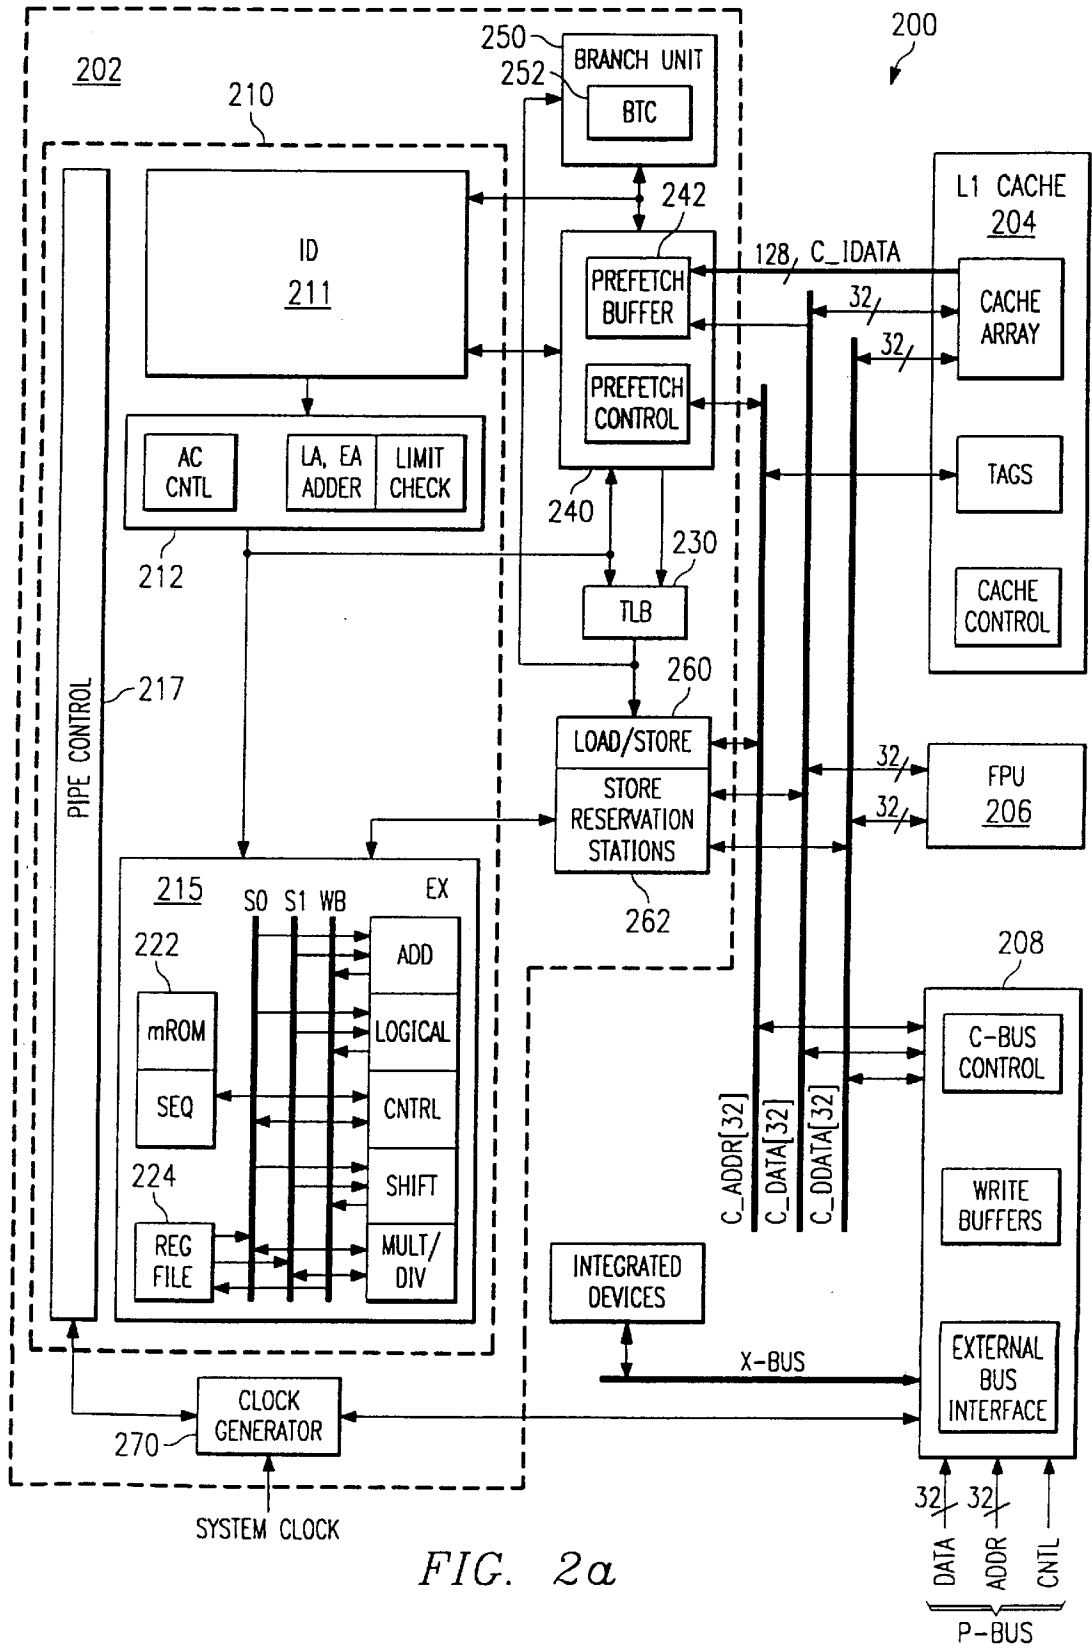 200
202
210
250
BRANCH UNIT
252
BTC
242
L1 CACHE
204
ID
211
PREFETCH
BUFFER
128
C_IDATA
CACHE
ARRAY
32
32
PREFETCH
CONTROL
AC
CNTL
LA, EA
ADDER
LIMIT
CHECK
TAGS
240
212
230
TLB
CACHE
CONTROL
217
PIPE CONTROL
260
LOAD/STORE
STORE
RESERVATION
STATIONS
262
32
32
FPU
206
215
S0
S1
WB
EX
222
mROM
SEQ
ADD
LOGICAL
CNTRL
SHIFT
MULT/
DIV
224
REG
FILE
208
C-BUS
CONTROL
C_ADDR[32]
C_DATA[32]
C_DDATA[32]
WRITE
BUFFERS
INTEGRATED
DEVICES
X-BUS
EXTERNAL
BUS
INTERFACE
CLOCK
GENERATOR
270
SYSTEM CLOCK
32
32
DATA
ADDR
CNTL
P-BUS
FIG. 2a